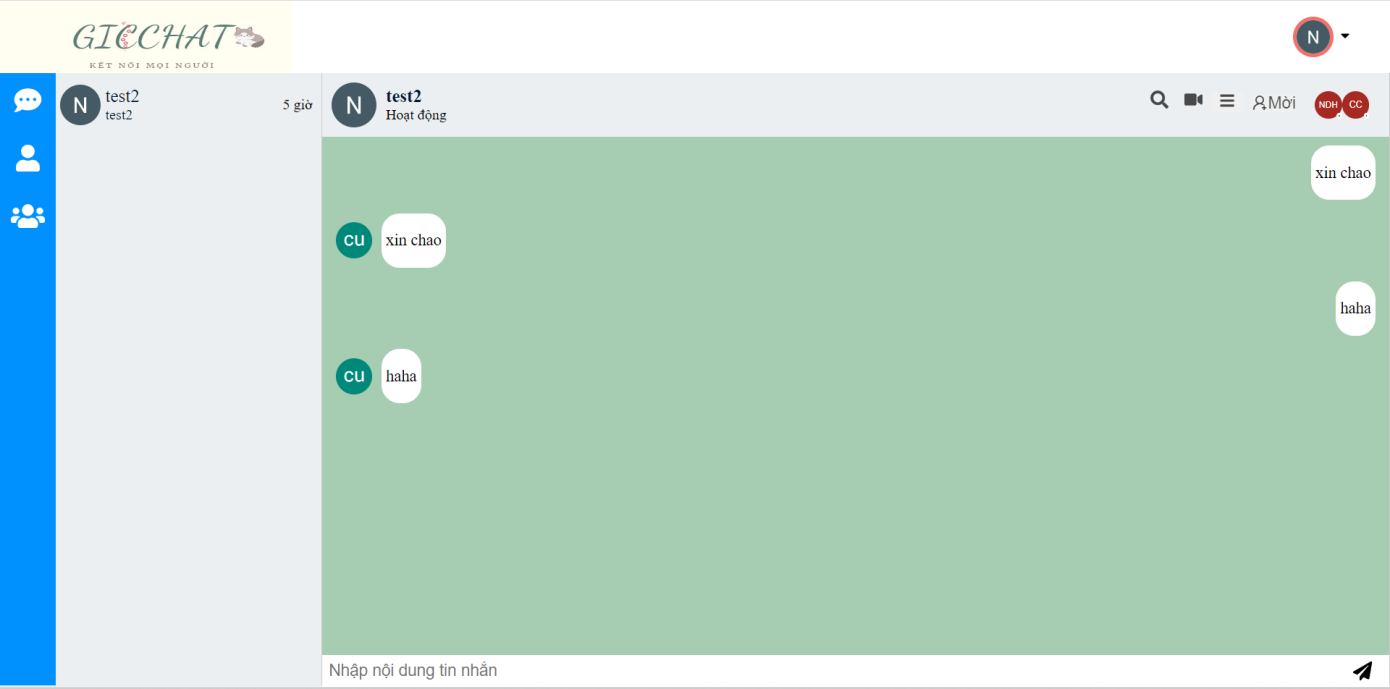 GICCHAT
KẾT NỐI MỌI NGƯỜI
N
N
test2
test2
5 giờ
N
test2
Hoạt động
Mời
NDH
CC
xin chao
CU
xin chao
haha
CU
haha
Nhập nội dung tin nhắn